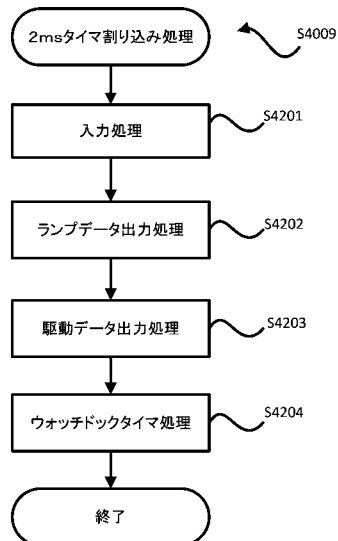 2msタイマ割り込み処理
S4009
入力処理
S4201
ランプデータ出力処理
S4202
駆動データ出力処理
S4203
ウォッチドックタイマ処理
S4204
終了